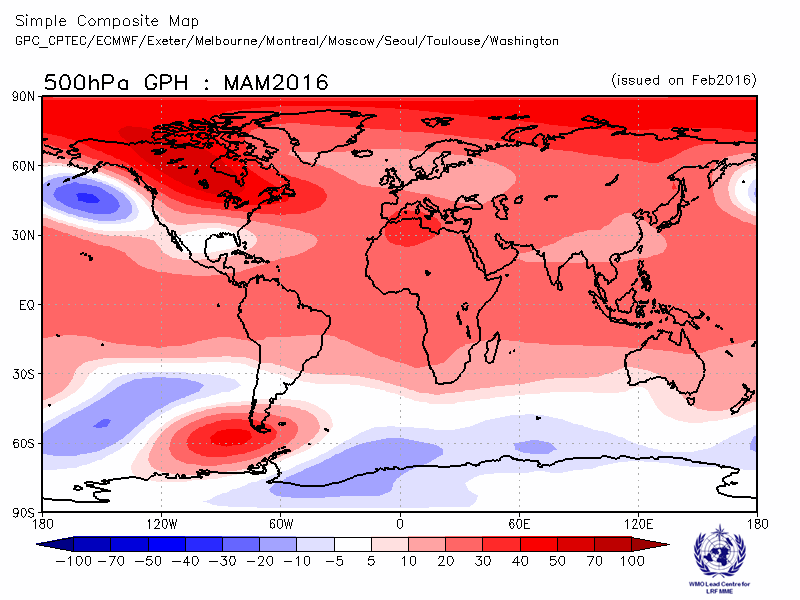 Simple Composite Map
GPC_CPTEC/ECMWF/Exeter/Melbourne/Montreal/Moscow/Seoul/Toulouse/Washington
500hPa GPH : MAM2016
(issued on Feb2016)
90N
60N
30N
EQ
30S
60S
90S
180 120W 60W 0 60E 120E 180
−100 −70 −50 −40 −30 −20 −10 −5 5 10 20 30 40 50 70 100
WMO Lead Centre for
LRF MME